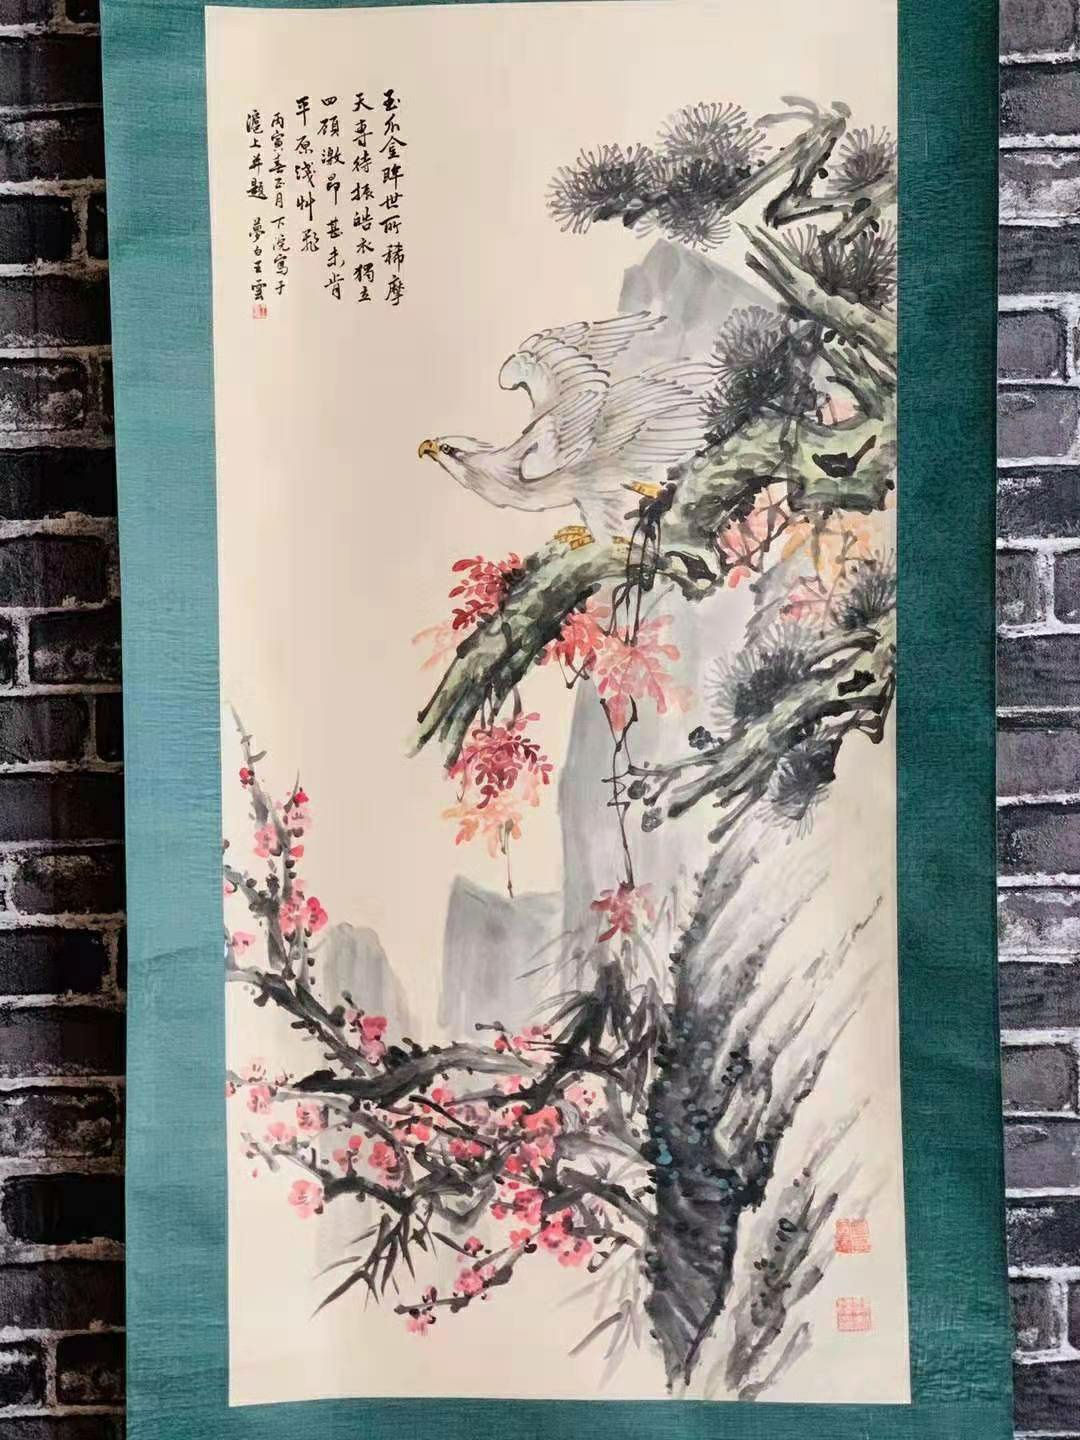 玉爪金眸世所稀摩
天專待振皓衣獨立
四顧激昂甚未肯
平原淺艸飛
丙寅春正月下浣寫于
滬上并題 夢白王雲